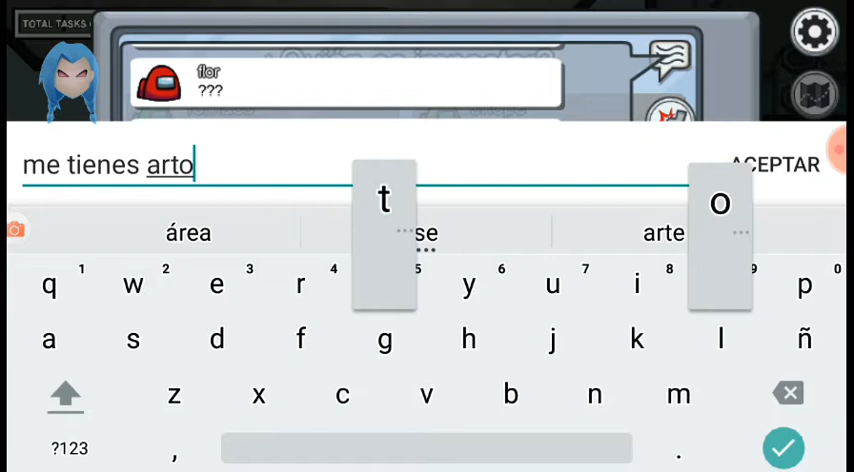 TOTAL TASKS
flor
???
me tienes arto
ACEPTAR
t
o
área
se
arte
1 2 3 4 5 6 7 8 9 0
q w e r y u i p
a s d f g h j k l ñ
z x c v b n m
?123 , .